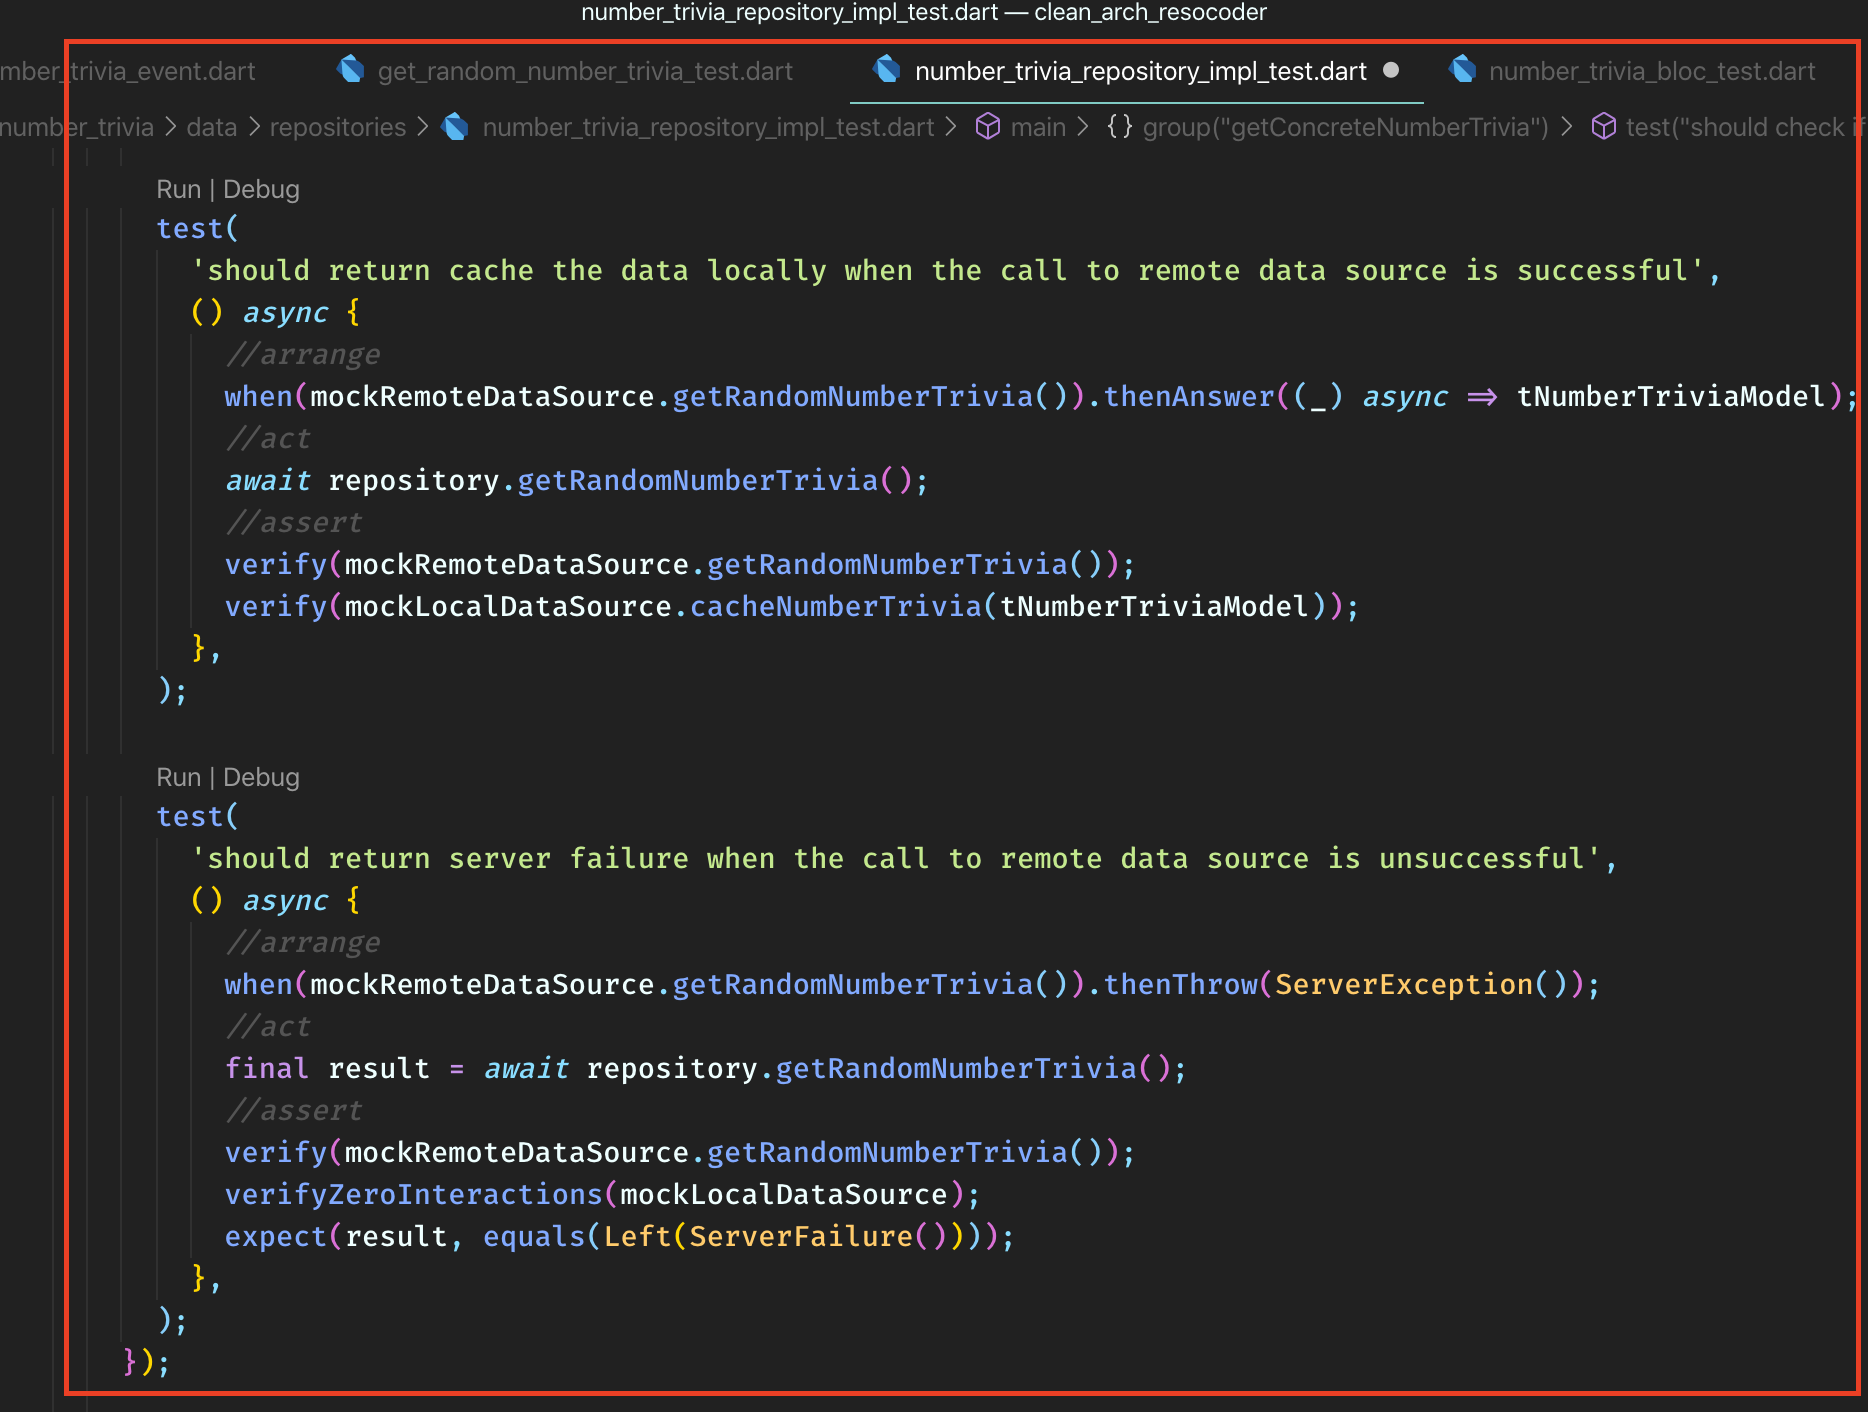 number_trivia_repository_impl_test.dart — clean_arch_resocoder
mber_trivia_event.dart get_random_number_trivia_test.dart number_trivia_repository_impl_test.dart number_trivia_bloc_test.dart
number_trivia > data > repositories > number_trivia_repository_impl_test.dart > main > {} group("getConcreteNumberTrivia") > test("should check if
Run | Debug
test(
'should return cache the data locally when the call to remote data source is successful',
() async {
//arrange
when(mockRemoteDataSource.getRandomNumberTrivia()).thenAnswer((_) async => tNumberTriviaModel);
//act
await repository.getRandomNumberTrivia();
//assert
verify(mockRemoteDataSource.getRandomNumberTrivia());
verify(mockLocalDataSource.cacheNumberTrivia(tNumberTriviaModel));
},
);
Run | Debug
test(
'should return server failure when the call to remote data source is unsuccessful',
() async {
//arrange
when(mockRemoteDataSource.getRandomNumberTrivia()).thenThrow(ServerException());
//act
final result = await repository.getRandomNumberTrivia();
//assert
verify(mockRemoteDataSource.getRandomNumberTrivia());
verifyZeroInteractions(mockLocalDataSource);
expect(result, equals(Left(ServerFailure())));
},
);
});